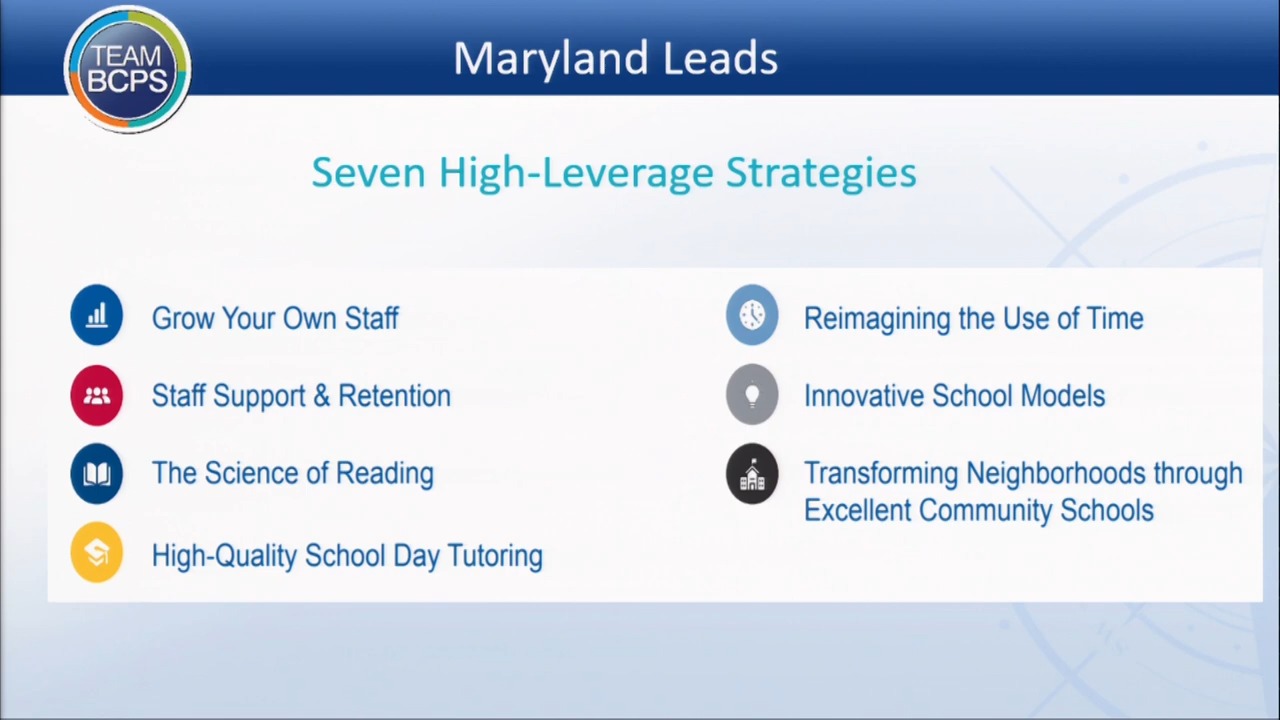 TEAM
BCPS
Maryland Leads
Seven High-Leverage Strategies
Grow Your Own Staff
Staff Support & Retention
The Science of Reading
High-Quality School Day Tutoring
Reimagining the Use of Time
Innovative School Models
Transforming Neighborhoods through
Excellent Community Schools